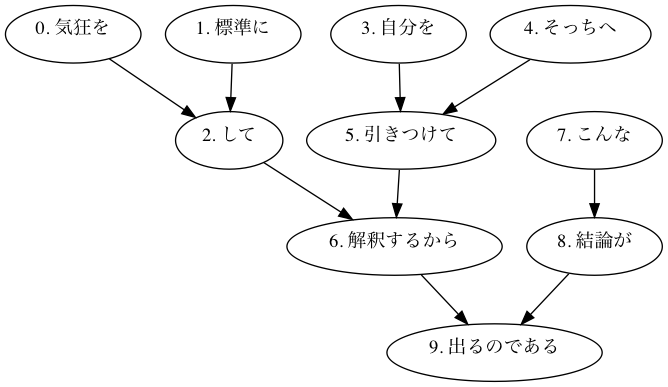 0. 気狂を
1. 標準に
3. 自分を
4. そっちへ
2. して
5. 引きつけて
7. こんな
6. 解釈するから
8. 結論が
9. 出るのである